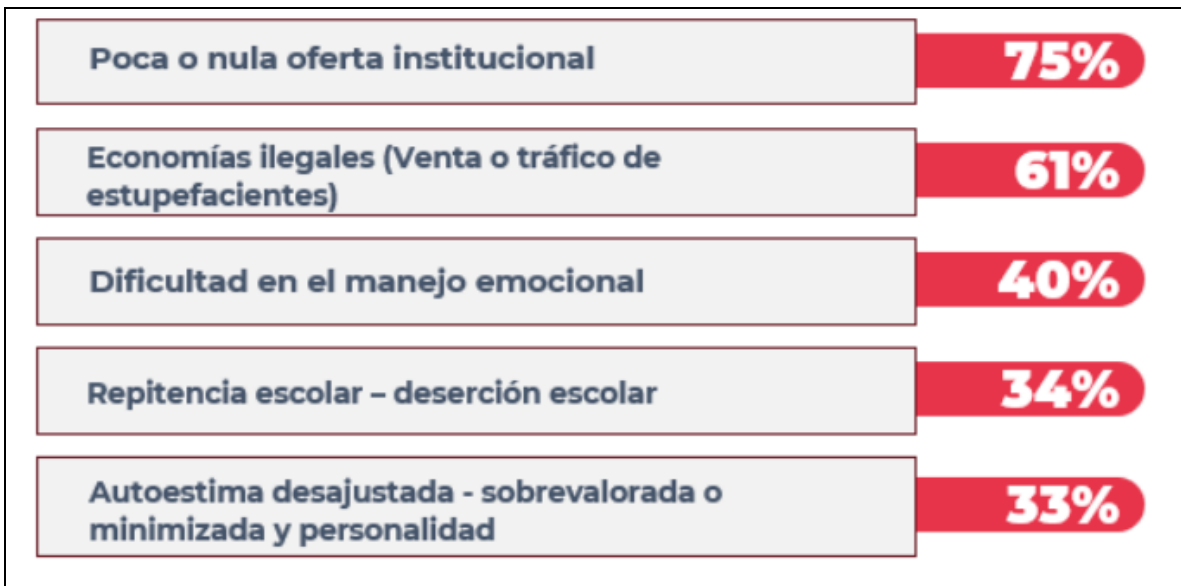 Poca o nula oferta institucional
75%
Economías ilegales (Venta o tráfico de
estupefacientes)
61%
Dificultad en el manejo emocional
40%
Repitencia escolar – deserción escolar
34%
Autoestima desajustada - sobrevalorada o
minimizada y personalidad
33%